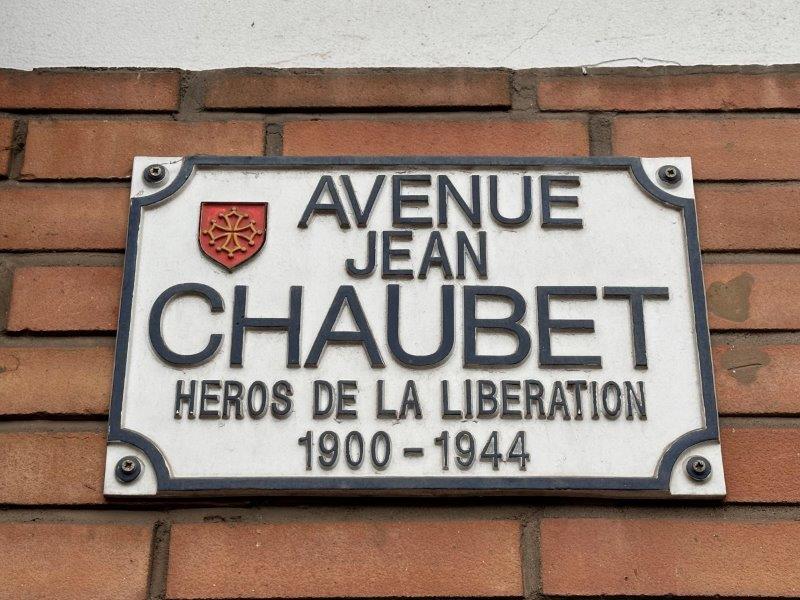 AVENUE
JEAN
CHAUBET
HEROS DE LA LIBERATION
1900 - 1944